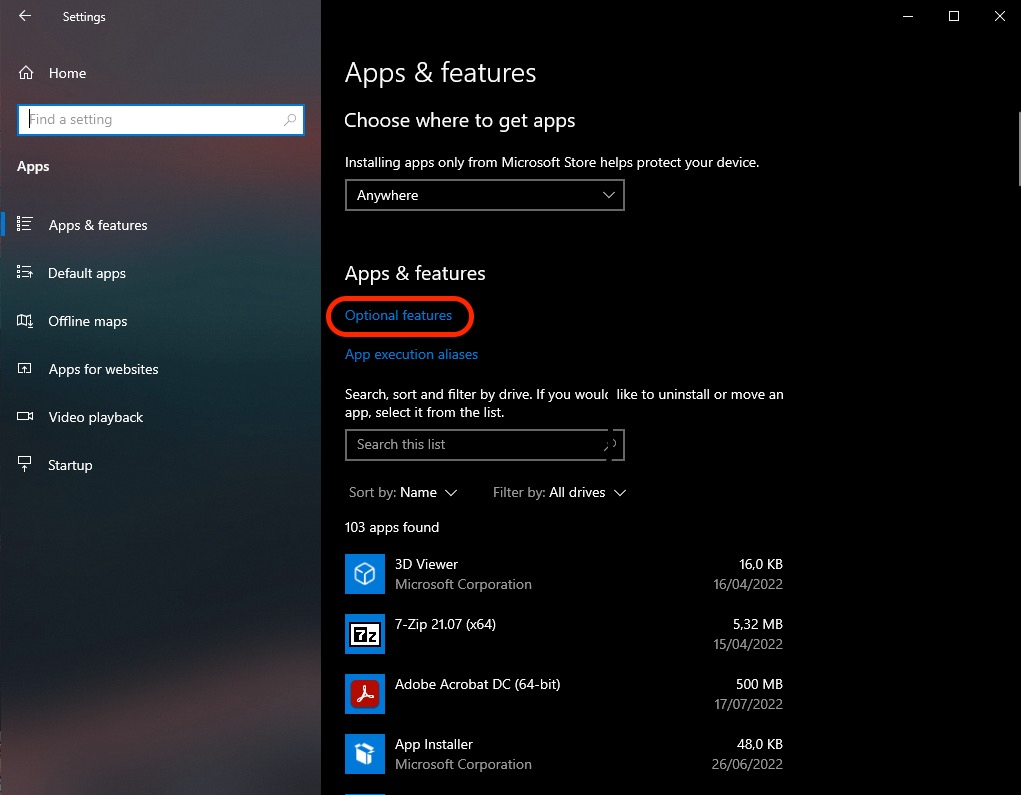 Settings
Home
Find a setting
Apps
Apps & features
Default apps
Offline maps
Apps for websites
Video playback
Startup
Apps & features
Choose where to get apps
Installing apps only from Microsoft Store helps protect your device.
Anywhere
Apps & features
Optional features
App execution aliases
Search, sort and filter by drive. If you would like to uninstall or move an
app, select it from the list.
Search this list
Sort by: Name Filter by: All drives
103 apps found
3D Viewer 16,0 KB
Microsoft Corporation 16/04/2022
7z
7-Zip 21.07 (x64) 5,32 MB
15/04/2022
Adobe Acrobat DC (64-bit) 500 MB
17/07/2022
App Installer 48,0 KB
Microsoft Corporation 26/06/2022